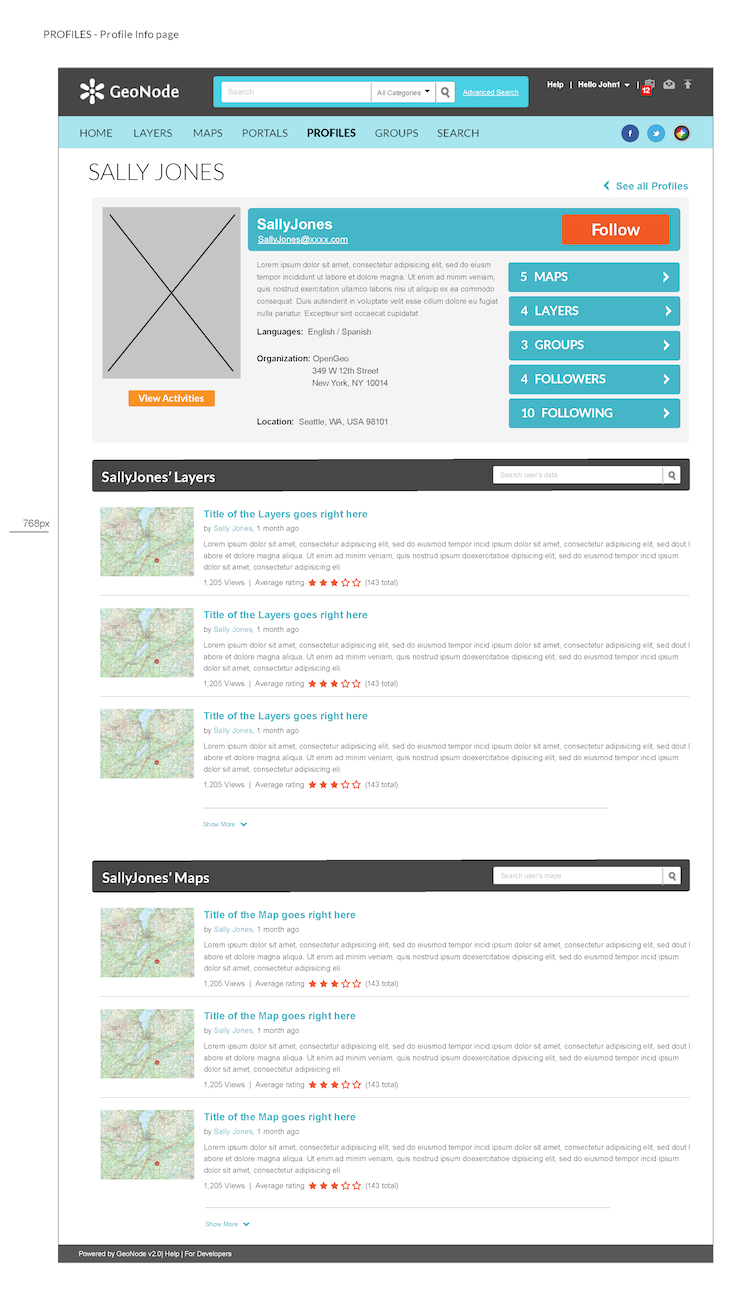 PROFILES - Profile Info page
GeoNode
Search
All Categories
Advanced Search
Help | Hello John1 |
12
HOME LAYERS MAPS PORTALS PROFILES GROUPS SEARCH
f
SALLY JONES
See all Profiles
SallyJones
SallyJones@xxxx.com
Follow
Lorem ipsum dolor sit amet, consectetur adipisicing elit, sed do eiusm
tempor incididunt ut labore et dolore magna. Ut enim ad minim veniam,
quis nostrud exercitation ullamco laboris nisi ut aliquip ex ea commodo
consequat. Duis autenderit in voluptate velit esse cillum dolore eu fugiat
nulla pariatur. Excepteur sint occaecat cupidatat .
Languages: English / Spanish
Organization: OpenGeo
349 W 12th Street
New York, NY 10014
Location: Seattle, WA, USA 98101
View Activities
5 MAPS
4 LAYERS
3 GROUPS
4 FOLLOWERS
10 FOLLOWING
SallyJones' Layers
Search user's data
768px
Title of the Layers goes right here
by Sally Jones, 1 month ago
Lorem ipsum dolor sit amet, consectetur adipisicing elit, sed do eiusmod tempor incid ipsum dolor sit amet, consectetur adipisicing elit, sed dout l
abore et dolore magna aliqua. Ut enim ad minim veniam, quis nostrud ipsum doexercitatioe dipisicing elit, sed do eiusmod tempor incid ipsum
dolor sit amet, consectetur adipisicing eli.
1,205 Views | Average rating (143 total)
Title of the Layers goes right here
by Sally Jones, 1 month ago
Lorem ipsum dolor sit amet, consectetur adipisicing elit, sed do eiusmod tempor incid ipsum dolor sit amet, consectetur adipisicing elit, sed dout l
abore et dolore magna aliqua. Ut enim ad minim veniam, quis nostrud ipsum doexercitatioe dipisicing elit, sed do eiusmod tempor incid ipsum
dolor sit amet, consectetur adipisicing eli.
1,205 Views | Average rating (143 total)
Title of the Layers goes right here
by Sally Jones, 1 month ago
Lorem ipsum dolor sit amet, consectetur adipisicing elit, sed do eiusmod tempor incid ipsum dolor sit amet, consectetur adipisicing elit, sed dout l
abore et dolore magna aliqua. Ut enim ad minim veniam, quis nostrud ipsum doexercitatioe dipisicing elit, sed do eiusmod tempor incid ipsum
dolor sit amet, consectetur adipisicing eli.
1,205 Views | Average rating (143 total)
Show More
SallyJones' Maps
Search user's maps
Title of the Map goes right here
by Sally Jones, 1 month ago
Lorem ipsum dolor sit amet, consectetur adipisicing elit, sed do eiusmod tempor incid ipsum dolor sit amet, consectetur adipisicing elit, sed dout l
abore et dolore magna aliqua. Ut enim ad minim veniam, quis nostrud ipsum doexercitatioe dipisicing elit, sed do eiusmod tempor incid ipsum
dolor sit amet, consectetur adipisicing eli.
1,205 Views | Average rating (143 total)
Title of the Map goes right here
by Sally Jones, 1 month ago
Lorem ipsum dolor sit amet, consectetur adipisicing elit, sed do eiusmod tempor incid ipsum dolor sit amet, consectetur adipisicing elit, sed dout l
abore et dolore magna aliqua. Ut enim ad minim veniam, quis nostrud ipsum doexercitatioe dipisicing elit, sed do eiusmod tempor incid ipsum
dolor sit amet, consectetur adipisicing eli.
1,205 Views | Average rating (143 total)
Title of the Map goes right here
by Sally Jones, 1 month ago
Lorem ipsum dolor sit amet, consectetur adipisicing elit, sed do eiusmod tempor incid ipsum dolor sit amet, consectetur adipisicing elit, sed dout l
abore et dolore magna aliqua. Ut enim ad minim veniam, quis nostrud ipsum doexercitatioe dipisicing elit, sed do eiusmod tempor incid ipsum
dolor sit amet, consectetur adipisicing eli.
1,205 Views | Average rating (143 total)
Show More
Powered by GeoNode v2.0| Help | For Developers